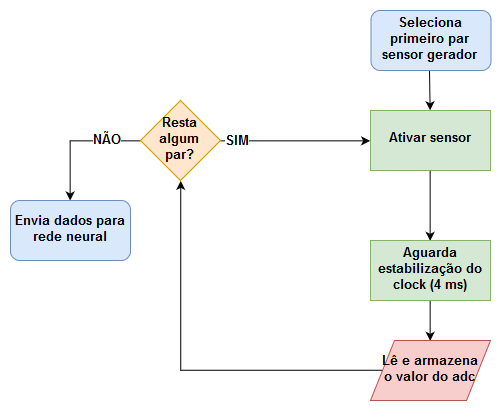 Seleciona
primeiro par
sensor gerador
Resta
algum
par?
NÃO
SIM
Ativar sensor
Envia dados para
rede neural
Aguarda
estabilização do
clock (4 ms)
Lê e armazena
o valor do adc